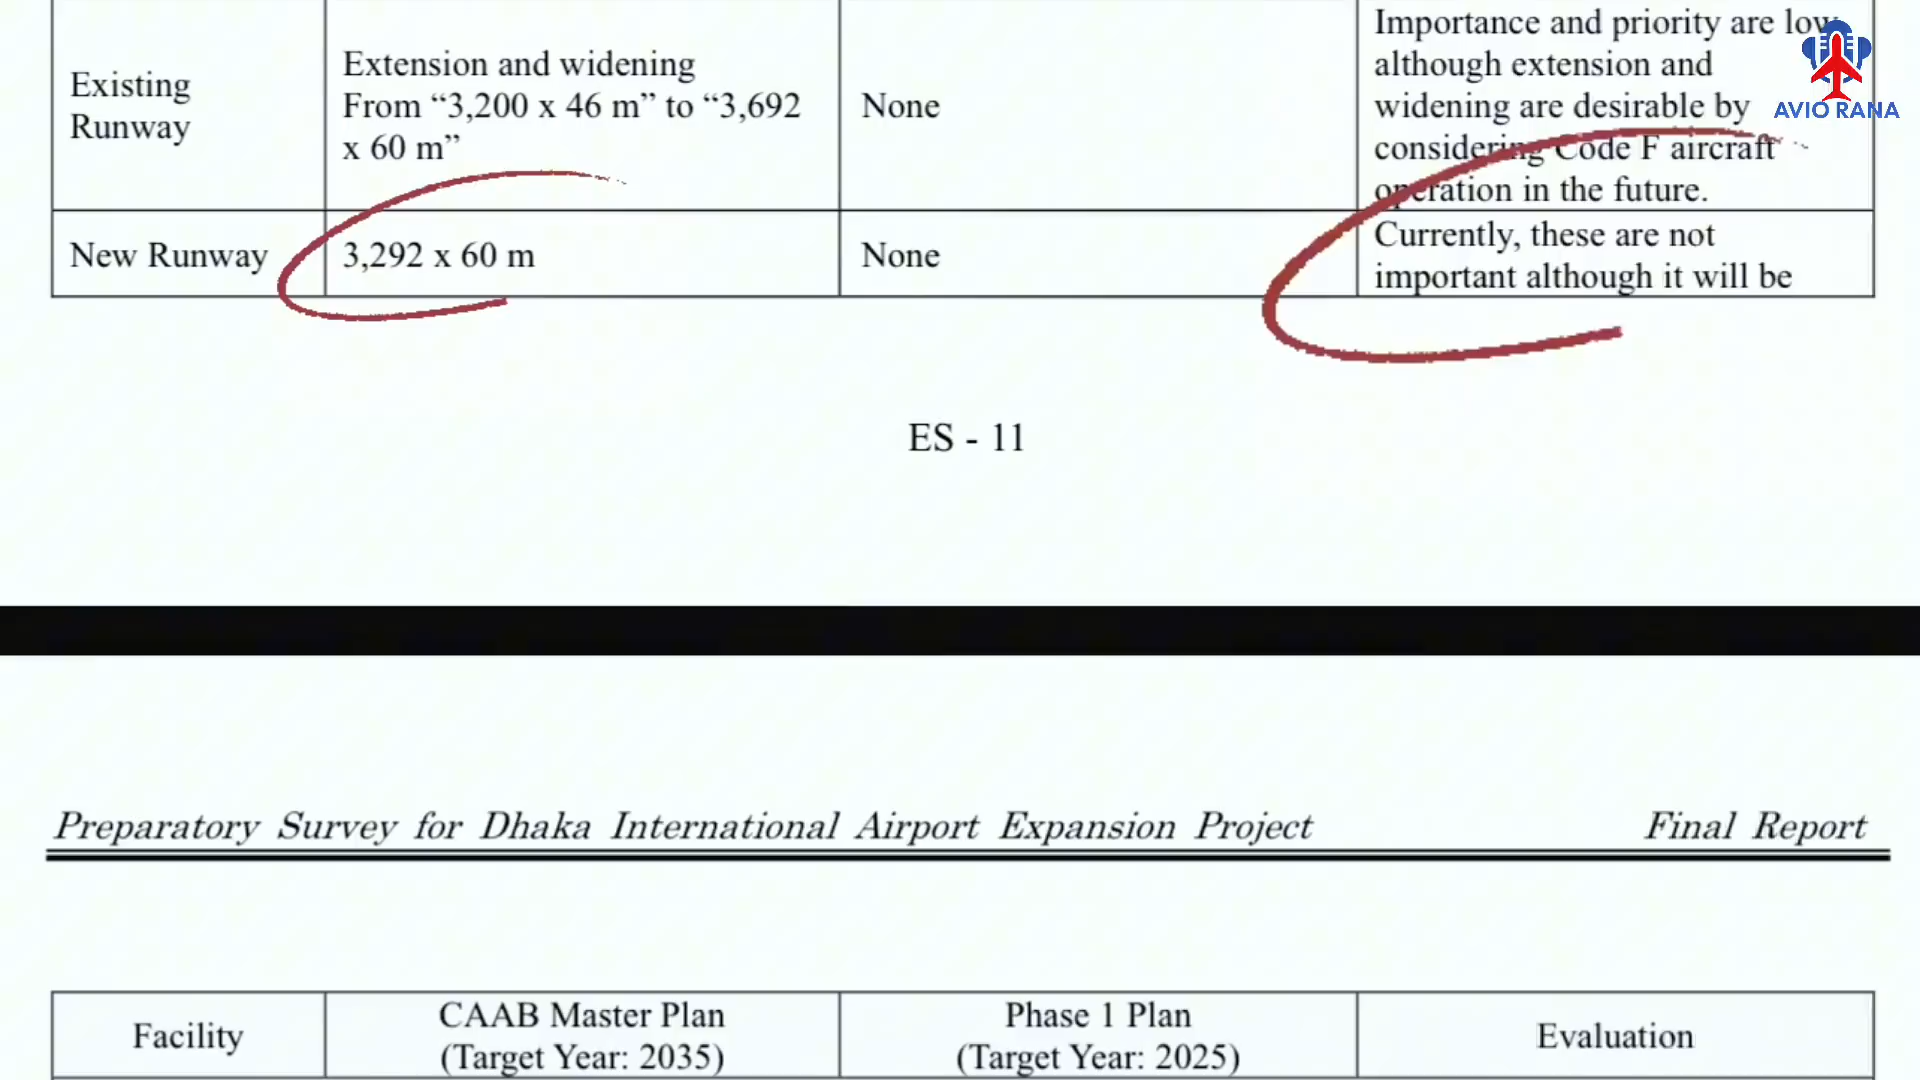 Importance and priority are low
although extension and
widening are desirable by
considering Code F aircraft
operation in the future.
Existing
Runway
Extension and widening
From “3,200 x 46 m” to “3,692
x 60 m”
None
New Runway
3,292 x 60 m
None
Currently, these are not
important although it will be
AVIO RANA
ES - 11
Preparatory Survey for Dhaka International Airport Expansion Project
Final Report
Facility
CAAB Master Plan
(Target Year: 2035)
Phase 1 Plan
(Target Year: 2025)
Evaluation